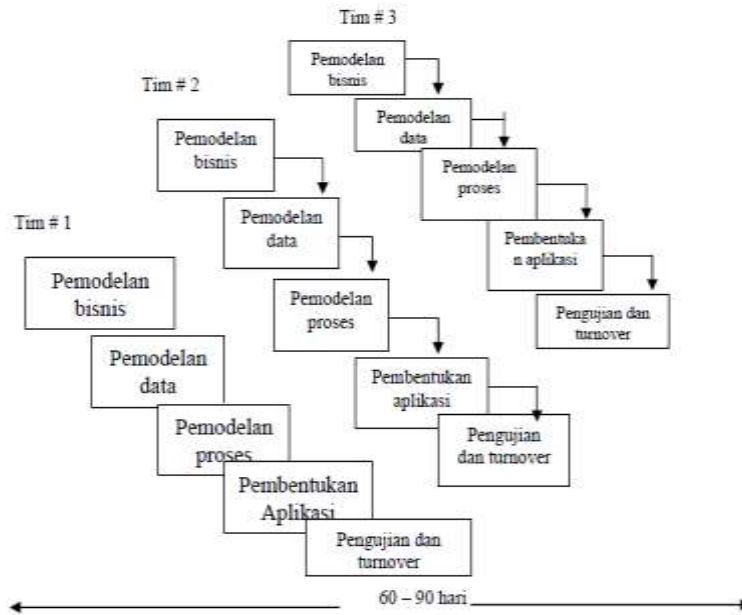 Tim # 3
Pemodelan
bisnis
Pemodelan
data
Pemodelan
proses
Pembentuka
n aplikasi
Pengujian dan
turnover
Tim # 2
Pemodelan
bisnis
Pemodelan
data
Pemodelan
proses
Pembentukan
aplikasi
Pengujian
dan turnover
Tim # 1
Pemodelan
bisnis
Pemodelan
data
Pemodelan
proses
Pembentukan
Aplikasi
Pengujian dan
turnover
60 – 90 hari